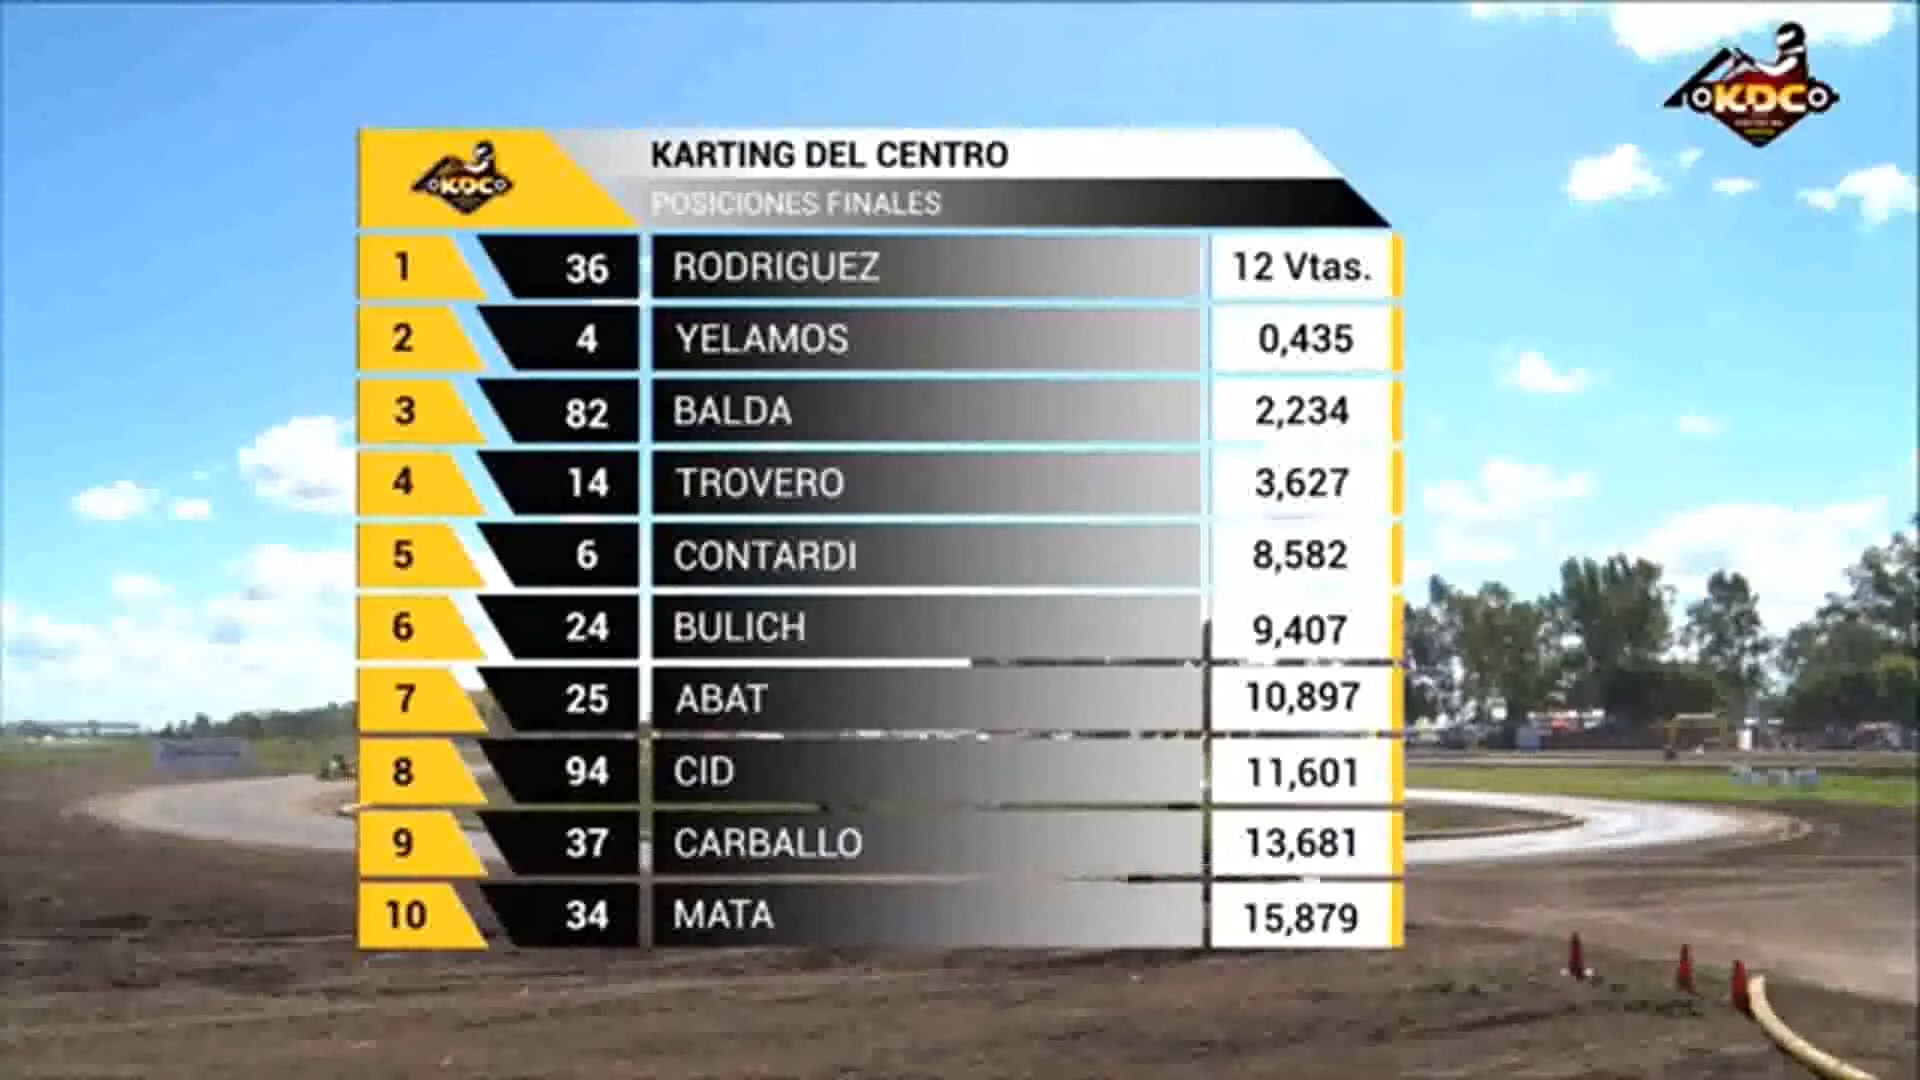 KDC
KDC
KARTING DEL CENTRO
POSICIONES FINALES
1 36 RODRIGUEZ 12 Vtas.
2 4 YELAMOS 0,435
3 82 BALDA 2,234
4 14 TROVERO 3,627
5 6 CONTARDI 8,582
6 24 BULICH 9,407
7 25 ABAT 10,897
8 94 CID 11,601
9 37 CARBALLO 13,681
10 34 MATA 15,879